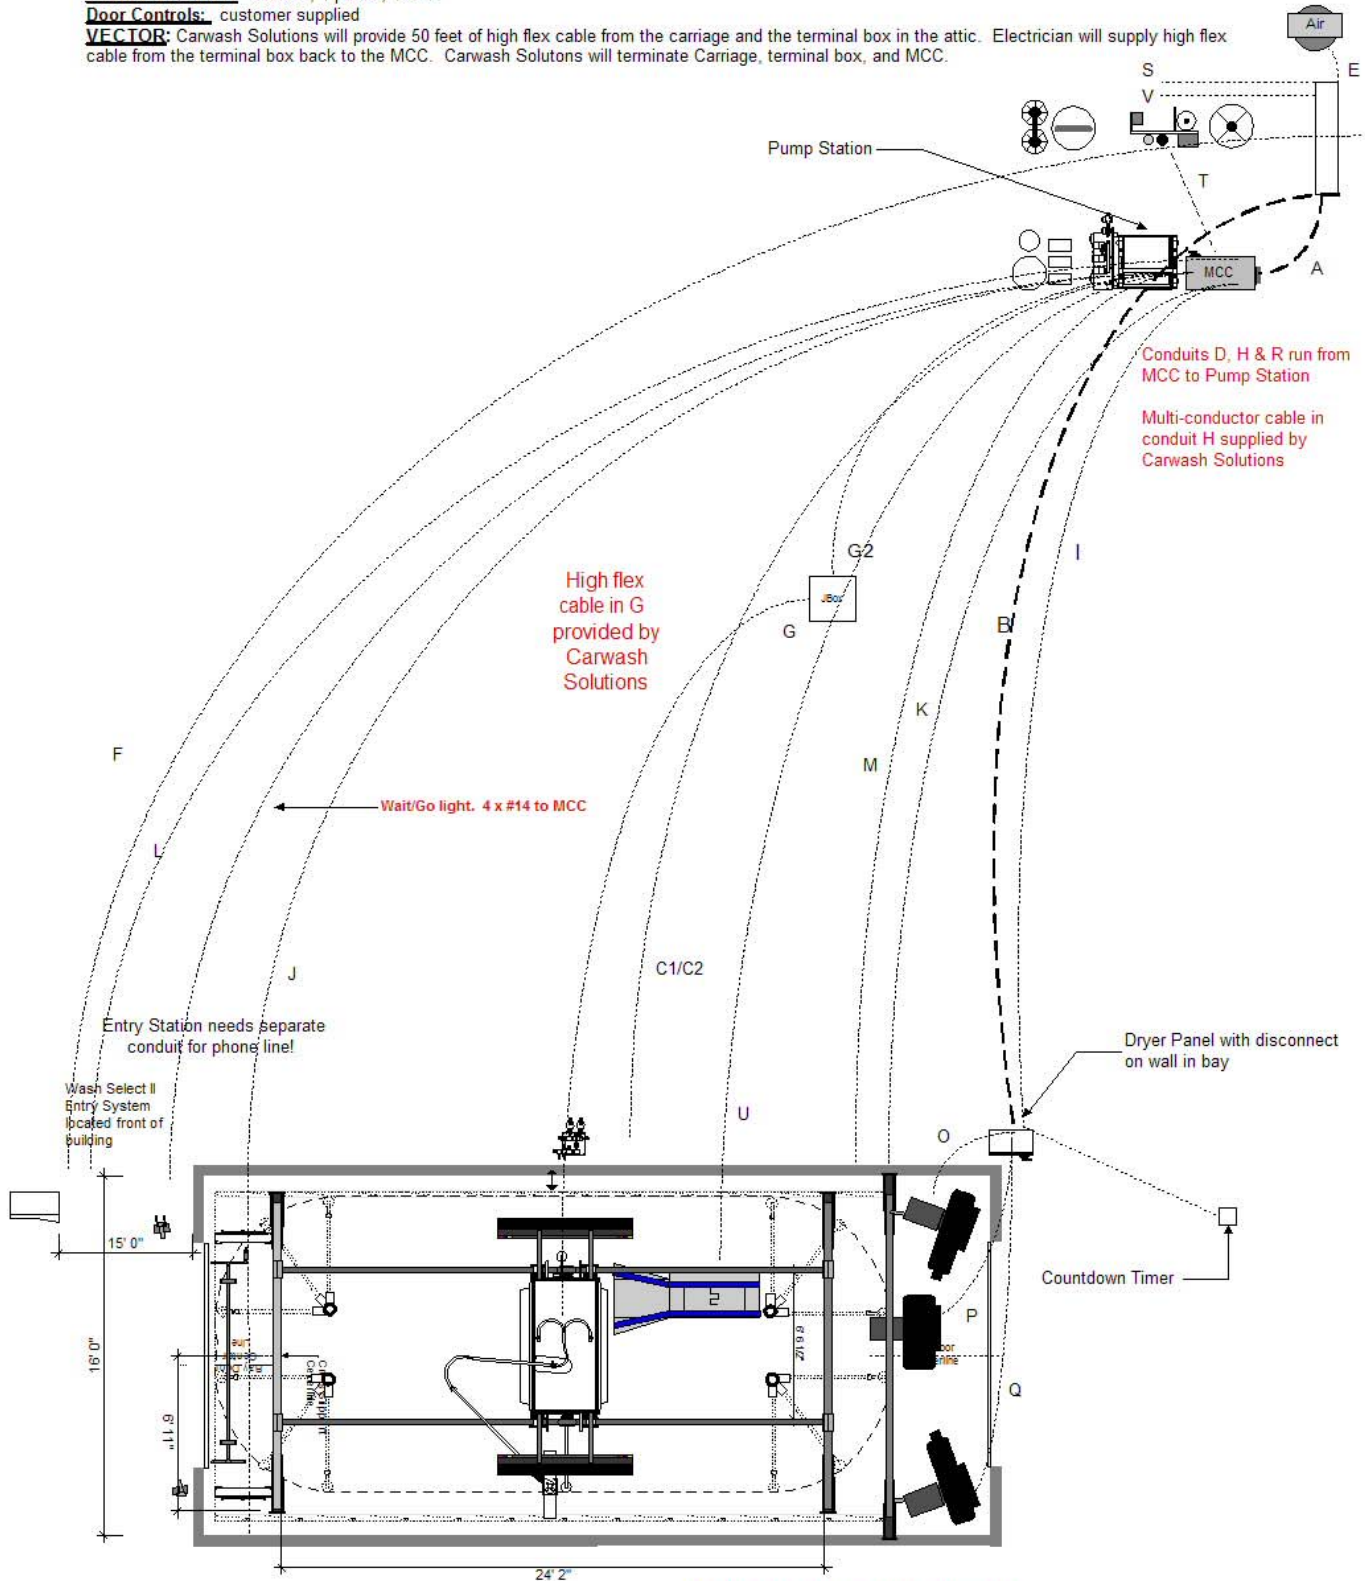 Door Controls: customer supplied
VECTOR: Carwash Solutions will provide 50 feet of high flex cable from the carriage and the terminal box in the attic. Electrician will supply high flex
cable from the terminal box back to the MCC. Carwash Solutons will terminate Carriage, terminal box, and MCC.
Air
S
E
V
Pump Station
T
MCC
A
Conduits D, H & R run from
MCC to Pump Station
Multi-conductor cable in
conduit H supplied by
Carwash Solutions
G2
I
High flex
cable in G
provided by
Carwash
Solutions
JBox
G
B
K
F
M
Wait/Go light. 4 x #14 to MCC
L
C1/C2
J
Entry Station needs separate
conduit for phone line!
Dryer Panel with disconnect
on wall in bay
Wash Select II
Entry System
located front of
building
U
O
15' 0"
Countdown Timer
P
16' 0"
Q
6' 11"
24' 2"